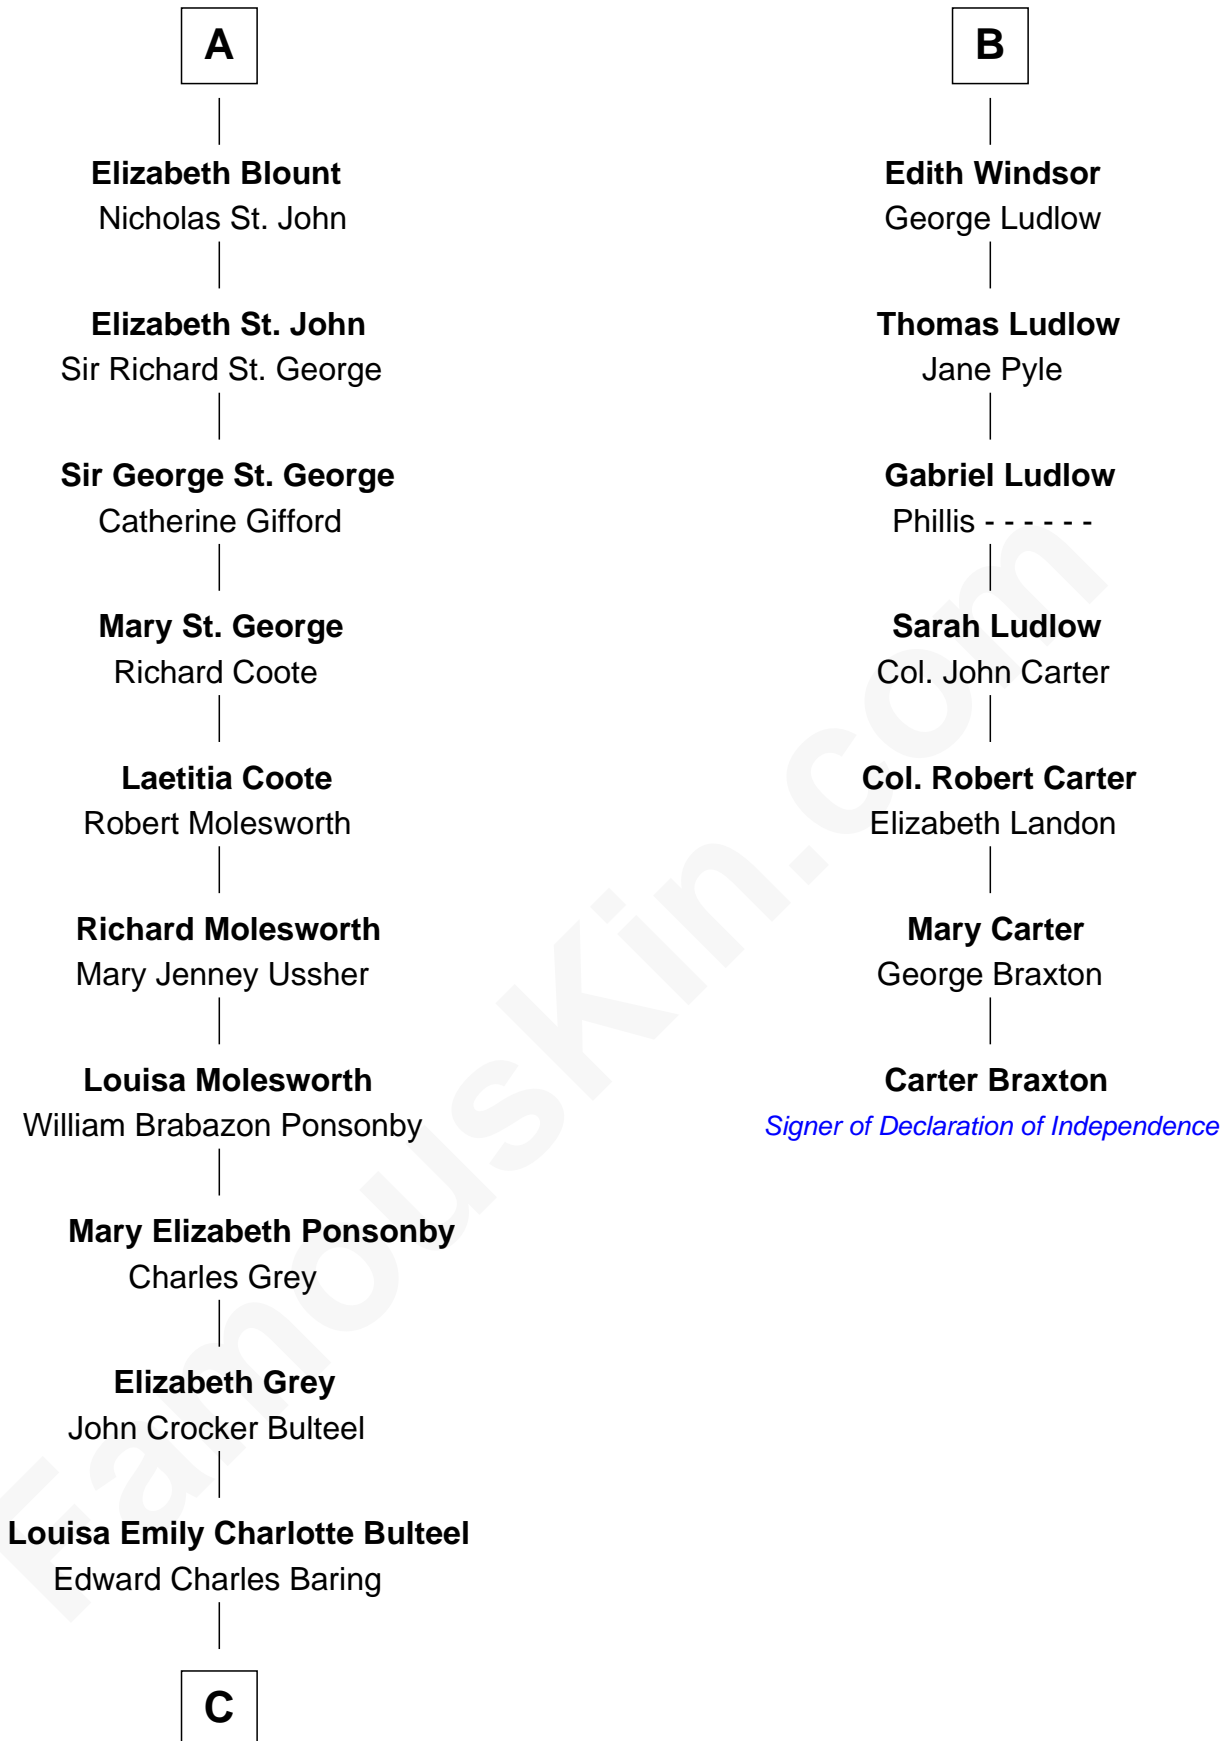 A
Elizabeth Blount
Nicholas St. John
Elizabeth St. John
Sir Richard St. George
Sir George St. George
Catherine Gifford
Mary St. George
Richard Coote
Laetitia Coote
Robert Molesworth
Richard Molesworth
Mary Jenney Ussher
Louisa Molesworth
William Brabazon Ponsonby
Mary Elizabeth Ponsonby
Charles Grey
Elizabeth Grey
John Crocker Bulteel
Louisa Emily Charlotte Bulteel
Edward Charles Baring
C
B
Edith Windsor
George Ludlow
Thomas Ludlow
Jane Pyle
Gabriel Ludlow
Phillis - - - - - -
Sarah Ludlow
Col. John Carter
Col. Robert Carter
Elizabeth Landon
Mary Carter
George Braxton
Carter Braxton
Signer of Declaration of Independence
FamousKin.com